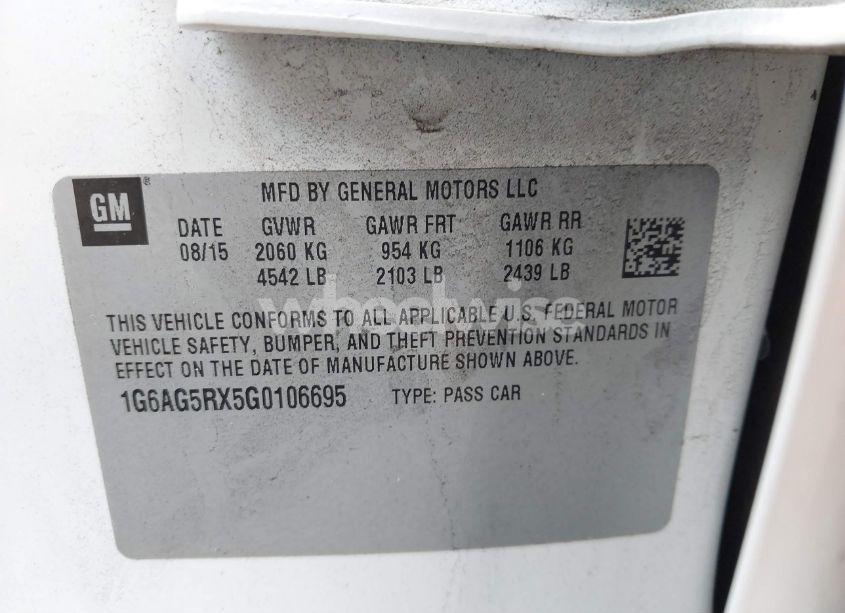 GM
MFD BY GENERAL MOTORS LLC
DATE GVWR GAWR FRT GAWR RR
08/15 2060 KG 954 KG 1106 KG
4542 LB 2103 LB 2439 LB
wheelwise
THIS VEHICLE CONFORMS TO ALL APPLICABLE U.S. FEDERAL MOTOR
VEHICLE SAFETY, BUMPER, AND THEFT PREVENTION STANDARDS IN
EFFECT ON THE DATE OF MANUFACTURE SHOWN ABOVE.
1G6AG5RX5G0106695 TYPE: PASS CAR